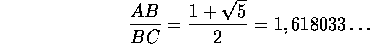 AB/BC = (1 + √5)/2 = 1,618033...